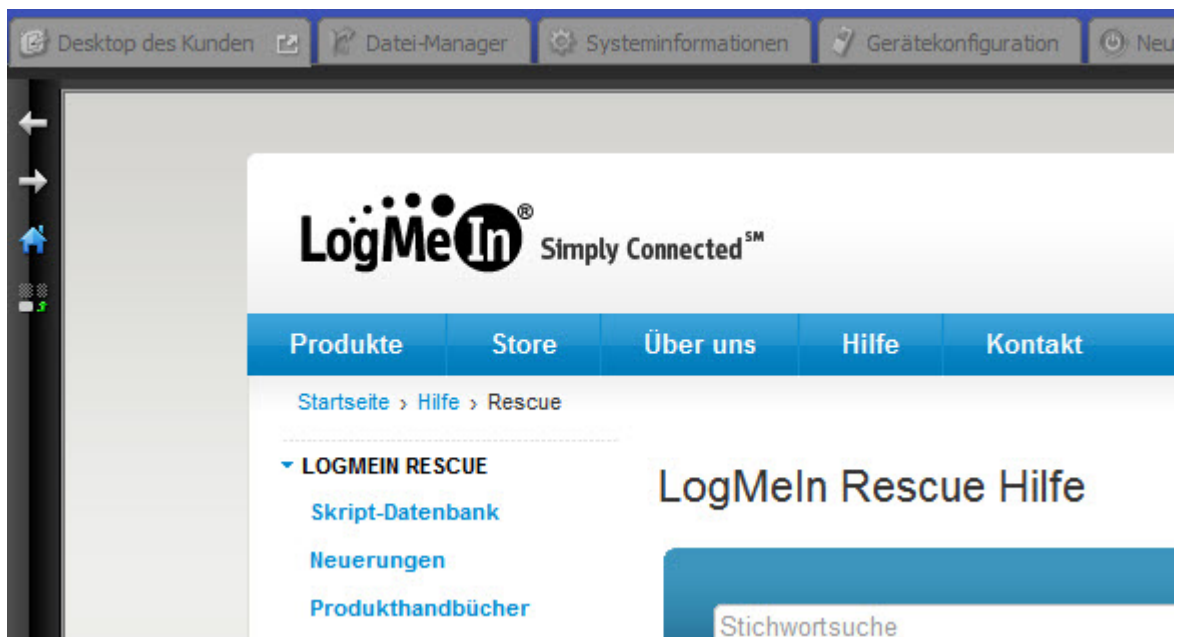 Desktop des Kunden Datei-Manager Systeminformationen Gerätekonfiguration Neu
LogMeIn® Simply Connected℠
Produkte Store Über uns Hilfe Kontakt
Startseite › Hilfe › Rescue
LOGMEIN RESCUE
LogMeIn Rescue Hilfe
Skript-Datenbank
Neuerungen
Produkthandbücher
Stichwortsuche